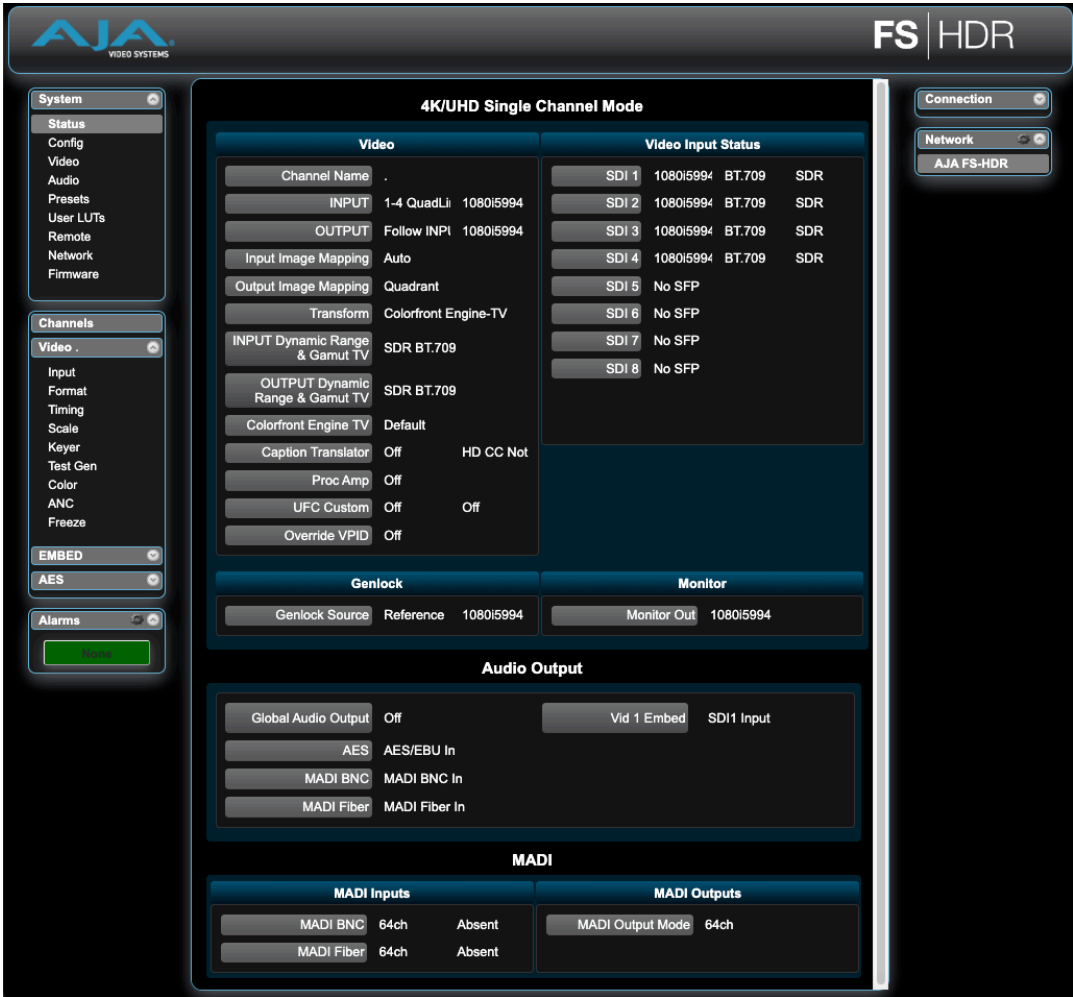 AJA
VIDEO SYSTEMS
FS HDR
System
Status
Config
Video
Audio
Presets
User LUTs
Remote
Network
Firmware
Channels
Video .
Input
Format
Timing
Scale
Keyer
Test Gen
Color
ANC
Freeze
EMBED
AES
Alarms
None
4K/UHD Single Channel Mode
Video
Channel Name .
INPUT 1-4 QuadLi 1080i5994
OUTPUT Follow INPU 1080i5994
Input Image Mapping Auto
Output Image Mapping Quadrant
Transform Colorfront Engine-TV
INPUT Dynamic Range
& Gamut TV SDR BT.709
OUTPUT Dynamic
Range & Gamut TV SDR BT.709
Colorfront Engine TV Default
Caption Translator Off HD CC Not
Proc Amp Off
UFC Custom Off Off
Override VPID Off
Video Input Status
SDI 1 1080i5994 BT.709 SDR
SDI 2 1080i5994 BT.709 SDR
SDI 3 1080i5994 BT.709 SDR
SDI 4 1080i5994 BT.709 SDR
SDI 5 No SFP
SDI 6 No SFP
SDI 7 No SFP
SDI 8 No SFP
Genlock
Genlock Source Reference 1080i5994
Monitor
Monitor Out 1080i5994
Audio Output
Global Audio Output Off
AES AES/EBU In
MADI BNC MADI BNC In
MADI Fiber MADI Fiber In
Vid 1 Embed SDI1 Input
MADI
MADI Inputs
MADI BNC 64ch Absent
MADI Fiber 64ch Absent
MADI Outputs
MADI Output Mode 64ch
Connection
Network
AJA FS-HDR